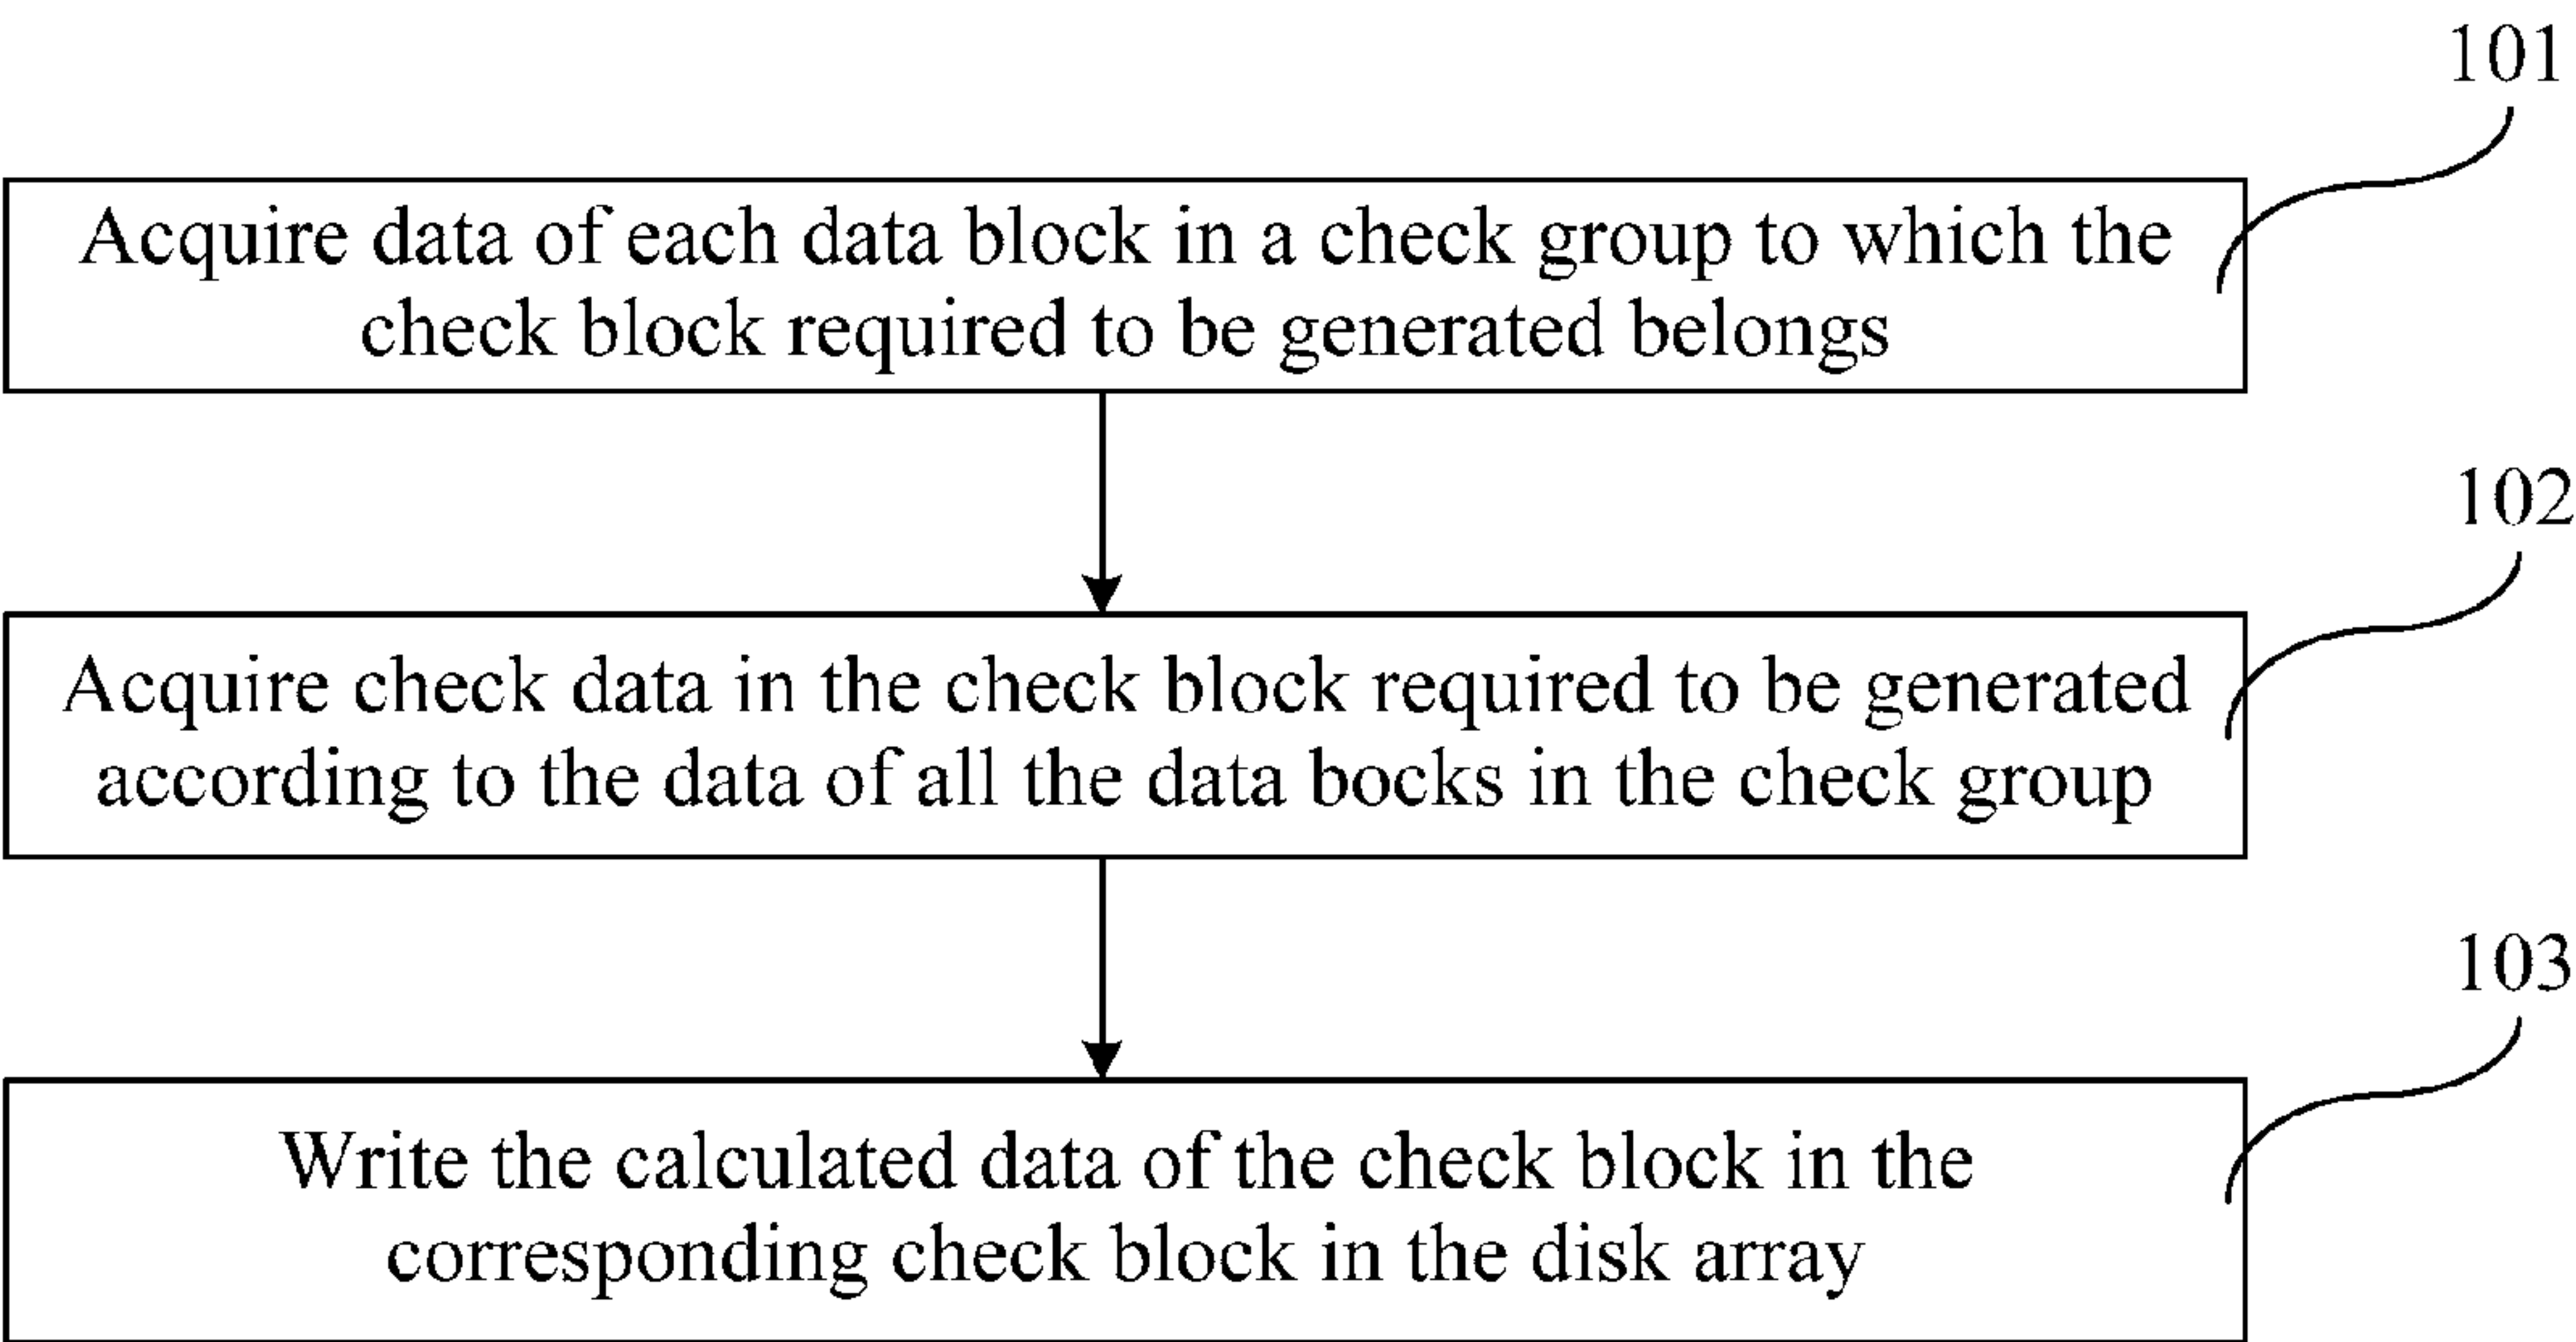 101
Acquire data of each data block in a check group to which the
check block required to be generated belongs
102
Acquire check data in the check block required to be generated
according to the data of all the data bocks in the check group
103
Write the calculated data of the check block in the
corresponding check block in the disk array